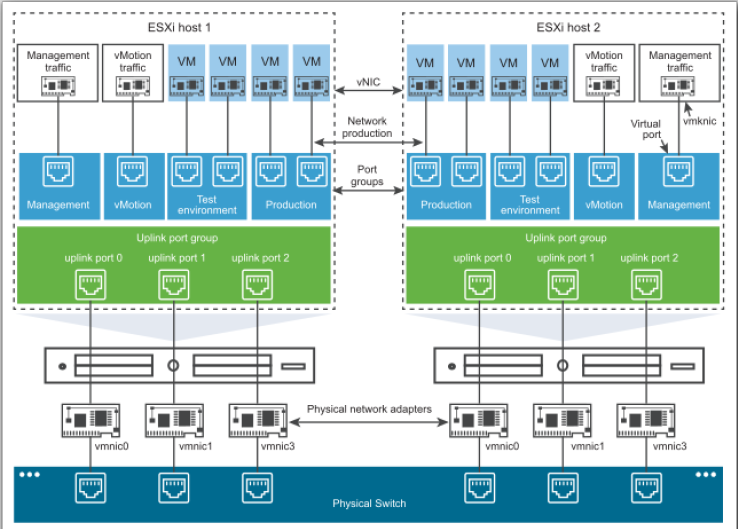 ESXi host 1
ESXi host 2
Management
traffic
vMotion
traffic
VM
VM
VM
VM
vNIC
VM
VM
VM
VM
vMotion
traffic
Management
traffic
Network
production
Virtual
port
vmknic
Port
groups
Management
vMotion
Test
environment
Production
Production
Test
environment
vMotion
Management
Uplink port group
uplink port 0
uplink port 1
uplink port 2
Uplink port group
uplink port 0
uplink port 1
uplink port 2
Physical network adapters
vmnic0
vmnic1
vmnic3
vmnic0
vmnic1
vmnic3
Physical Switch